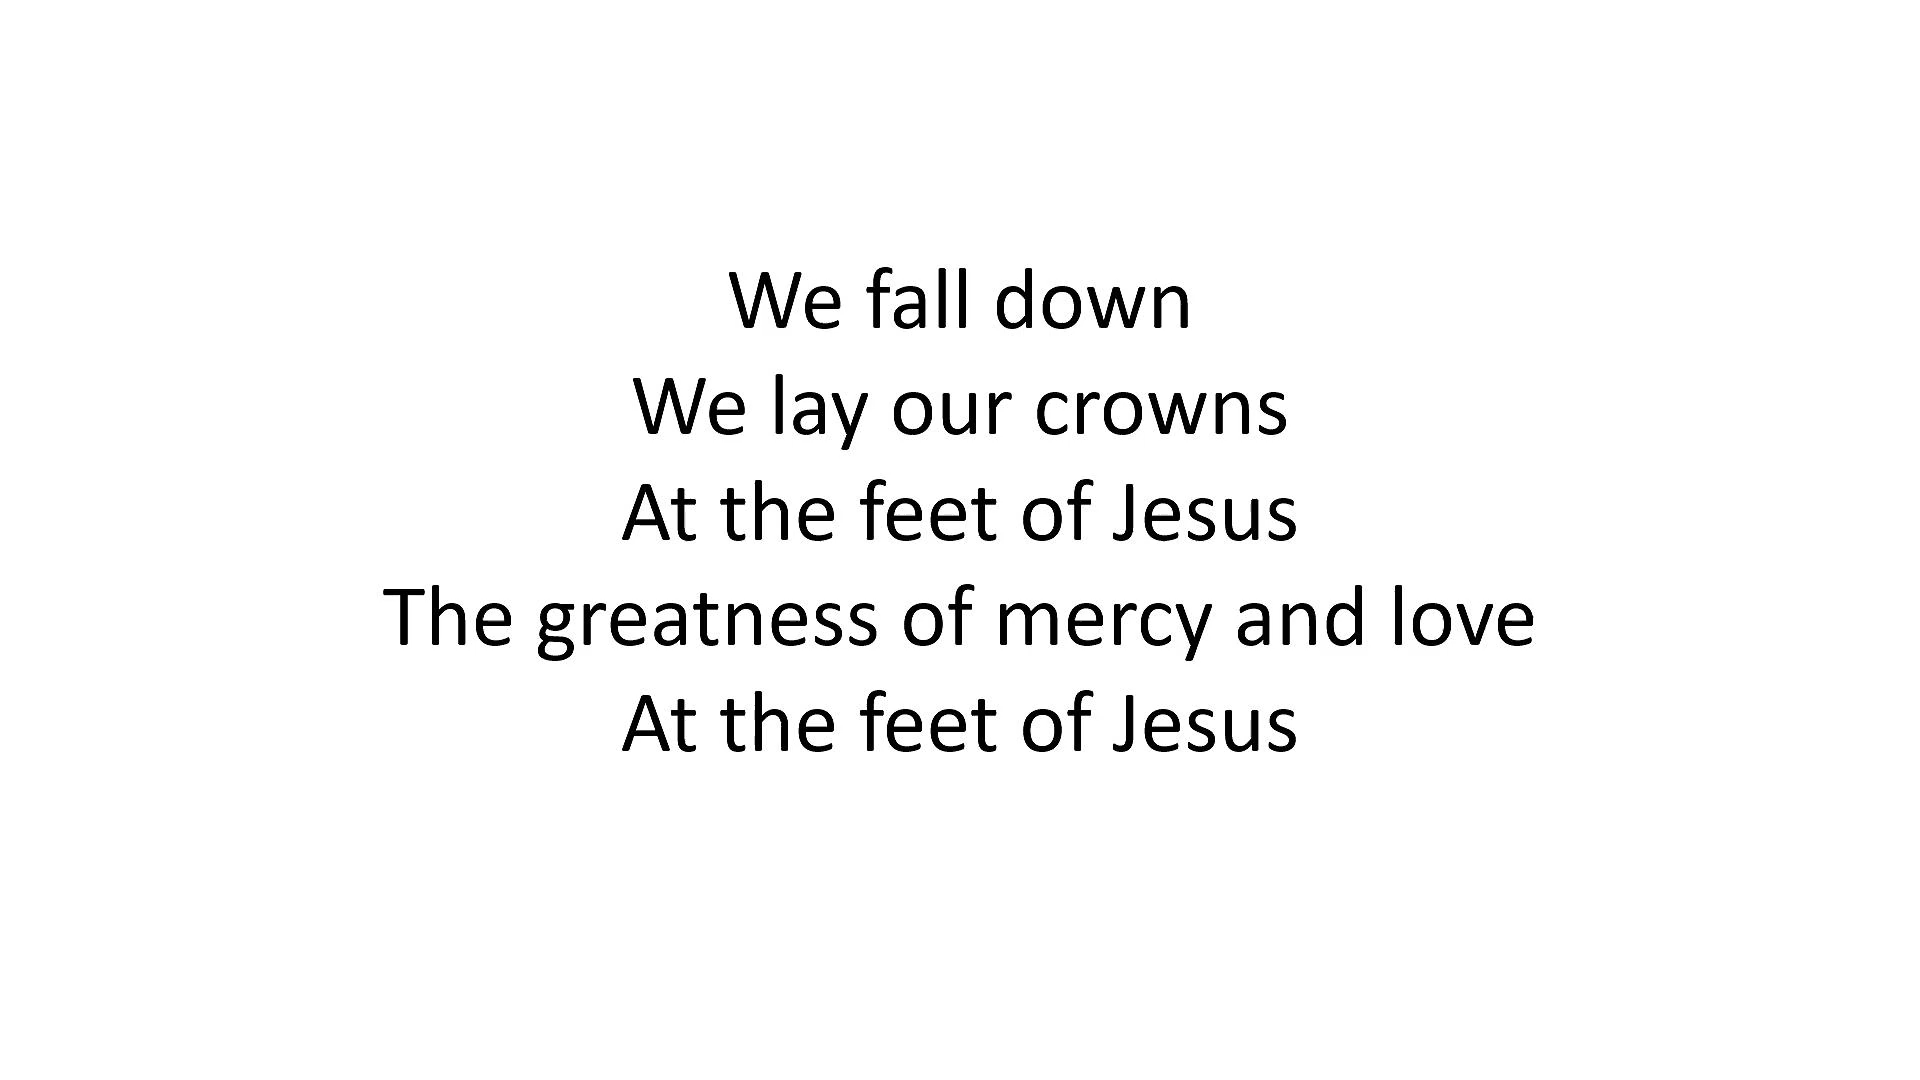 We fall down
We lay our crowns
At the feet of Jesus
The greatness of mercy and love
At the feet of Jesus